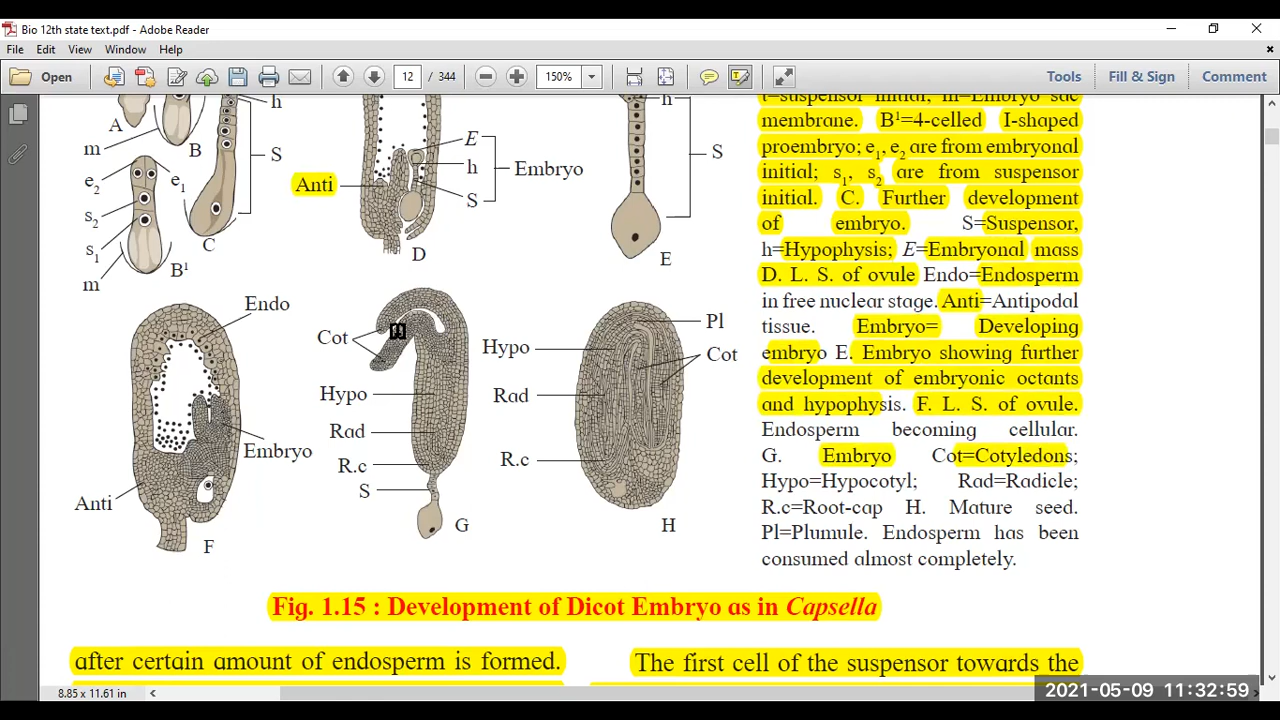 Bio 12th state text.pdf - Adobe Reader
File Edit View Window Help
Open 12 / 344 150% Tools Fill & Sign Comment
A
m
B
h
S
C
e2
e1
s2
s1
m
B1
Anti
E
h
S
Embryo
D
h
S
E
Endo
Embryo
Anti
F
Cot
Hypo
Rad
R.c
S
G
Hypo
Rad
R.c
Pl
Cot
H
t=suspensor initial; m=Embryo sac
membrane. B1=4-celled I-shaped
proembryo; e1, e2 are from embryonal
initial; s1, s2 are from suspensor
initial. C. Further development
of embryo. S=Suspensor,
h=Hypophysis; E=Embryonal mass
D. L. S. of ovule Endo=Endosperm
in free nuclear stage. Anti=Antipodal
tissue. Embryo= Developing
embryo E. Embryo showing further
development of embryonic octants
and hypophysis. F. L. S. of ovule.
Endosperm becoming cellular.
G. Embryo Cot=Cotyledons;
Hypo=Hypocotyl; Rad=Radicle;
R.c=Root-cap H. Mature seed.
Pl=Plumule. Endosperm has been
consumed almost completely.
Fig. 1.15 : Development of Dicot Embryo as in Capsella
after certain amount of endosperm is formed.
The first cell of the suspensor towards the
8.85 x 11.61 in
2021-05-09 11:32:59